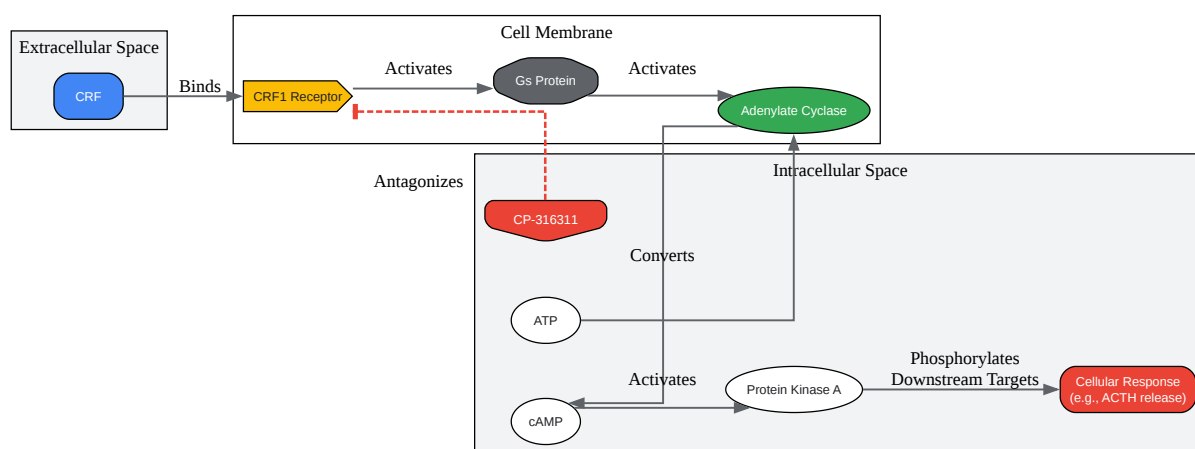 Extracellular Space
CRF
Binds
Cell Membrane
CRF1 Receptor
Activates
Gs Protein
Activates
Adenylate Cyclase
Antagonizes
Intracellular Space
CP-316311
Converts
ATP
Activates
cAMP
Protein Kinase A
Phosphorylates
Downstream Targets
Cellular Response
(e.g., ACTH release)